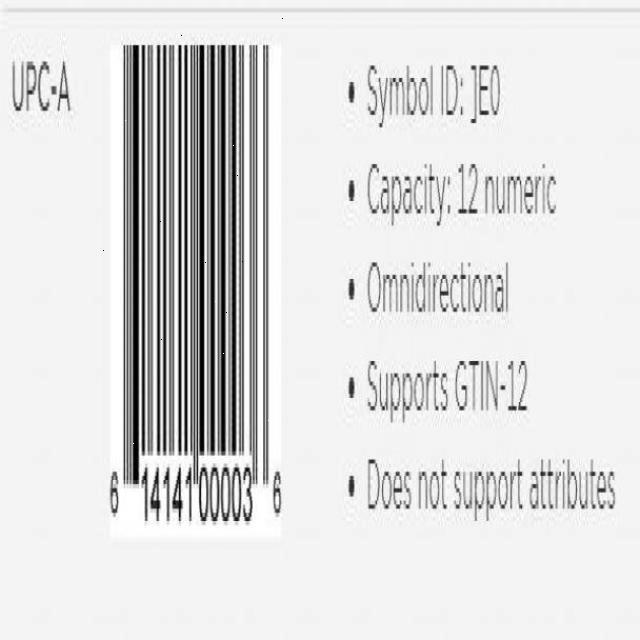 UPC-A
6 14141 00003 6
• Symbol ID: ]E0
• Capacity: 12 numeric
• Omnidirectional
• Supports GTIN-12
• Does not support attributes